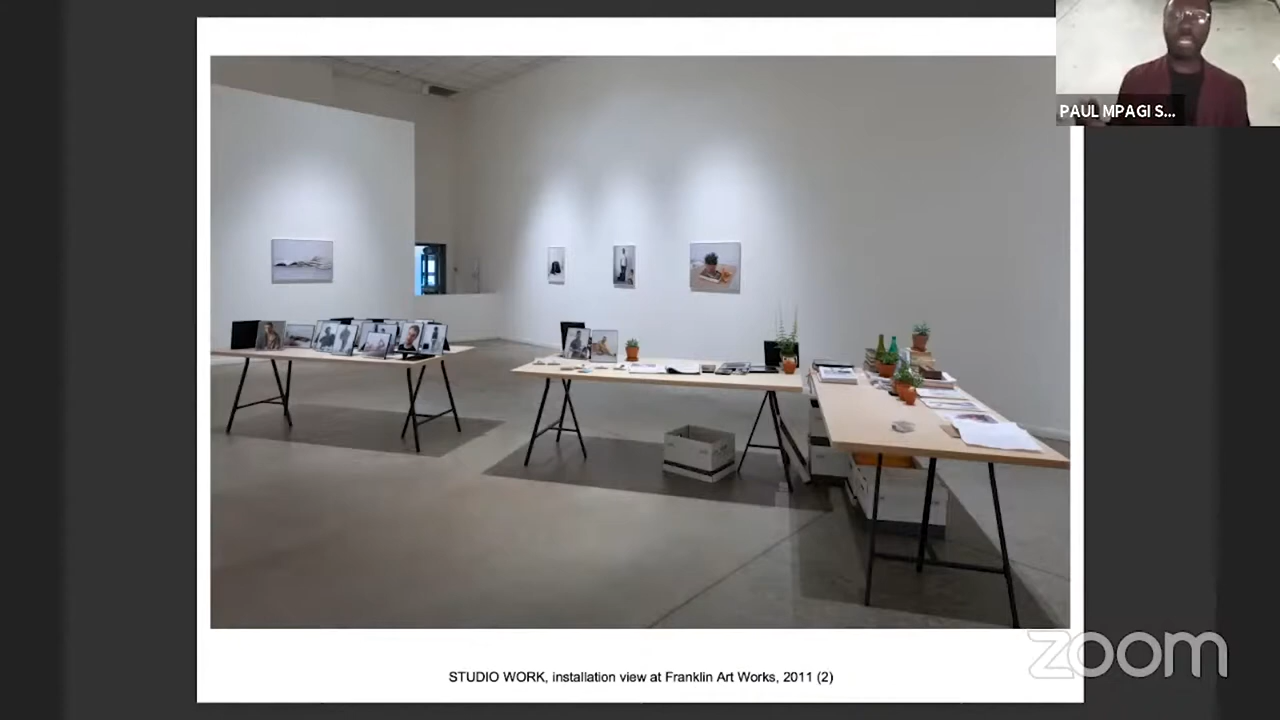 PAUL MPAGI S...
STUDIO WORK, installation view at Franklin Art Works, 2011 (2)
zoom